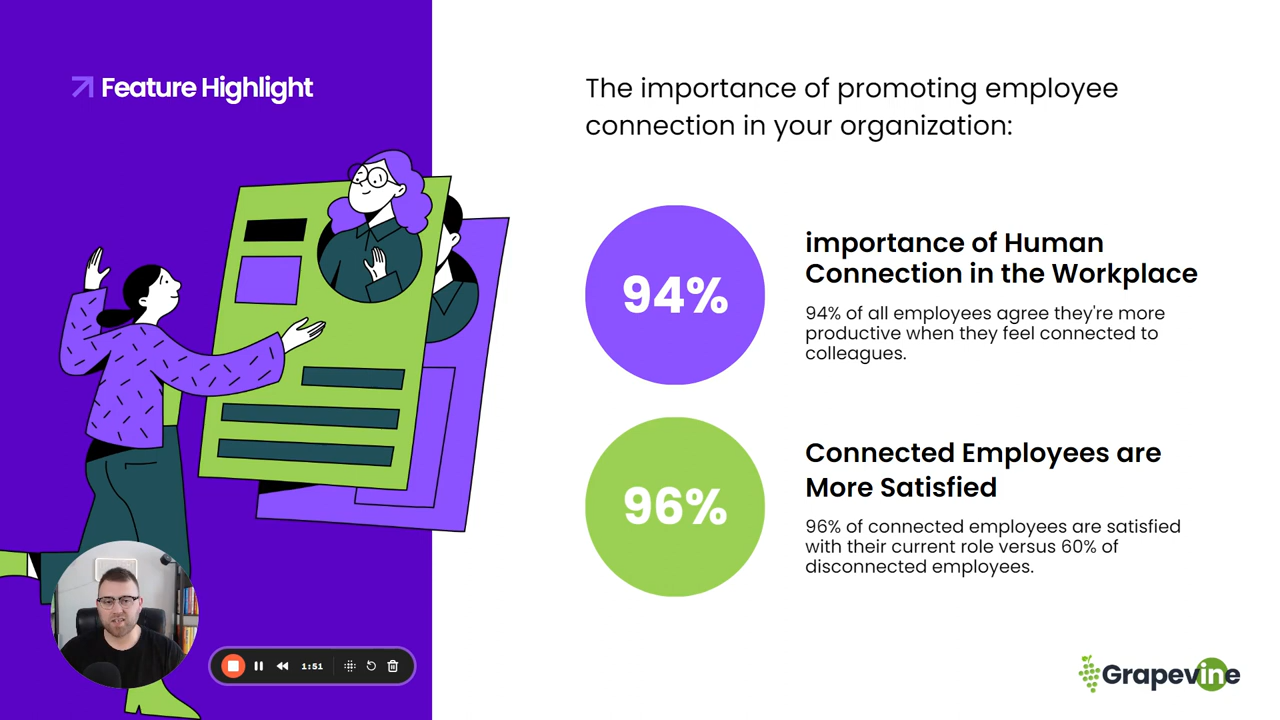 Feature Highlight
The importance of promoting employee
connection in your organization:
94%
importance of Human
Connection in the Workplace
94% of all employees agree they're more
productive when they feel connected to
colleagues.
96%
Connected Employees are
More Satisfied
96% of connected employees are satisfied
with their current role versus 60% of
disconnected employees.
1:51
Grapevine